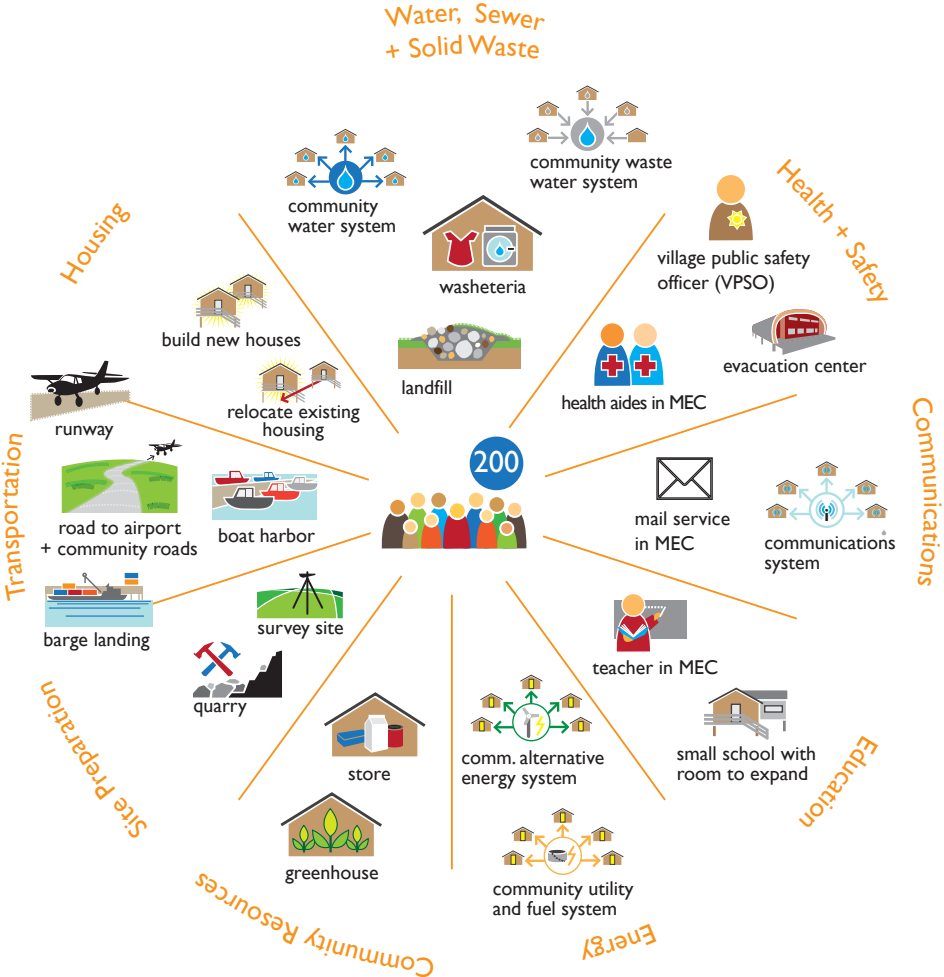 Water, Sewer
+ Solid Waste
community
water system
community waste
water system
washeteria
landfill
Health + Safety
village public safety
officer (VPSO)
evacuation center
health aides in MEC
Communications
mail service
in MEC
communications
system
Education
teacher in MEC
small school with
room to expand
Energy
comm. alternative
energy system
community utility
and fuel system
Community Resources
store
greenhouse
Site Preparation
survey site
quarry
Transportation
runway
road to airport
+ community roads
boat harbor
barge landing
Housing
build new houses
relocate existing
housing
200